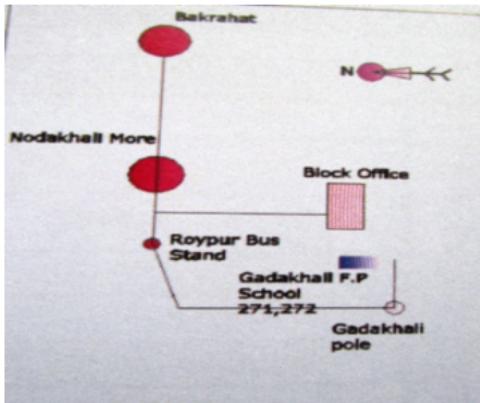 Bakrahat
N
Nodakhali More
Block Office
Roypur Bus
Stand
Gadakhali F.P
School
271,272
Gadakhali
pole